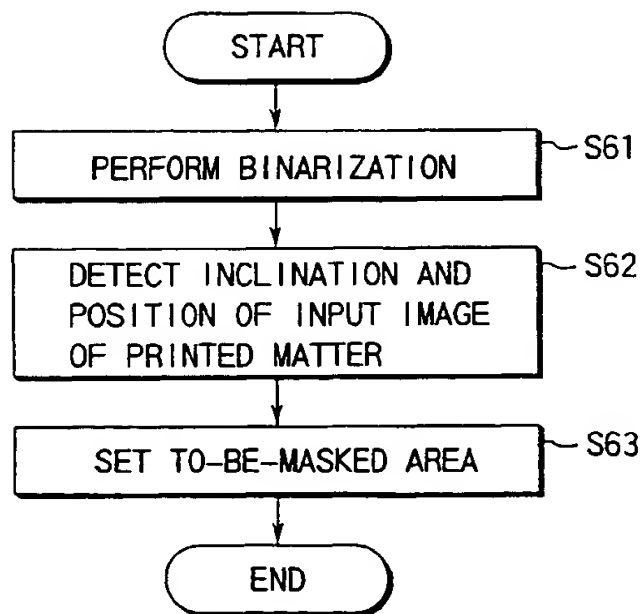 START
PERFORM BINARIZATION
S61
DETECT INCLINATION AND
POSITION OF INPUT IMAGE
OF PRINTED MATTER
S62
SET TO-BE-MASKED AREA
S63
END